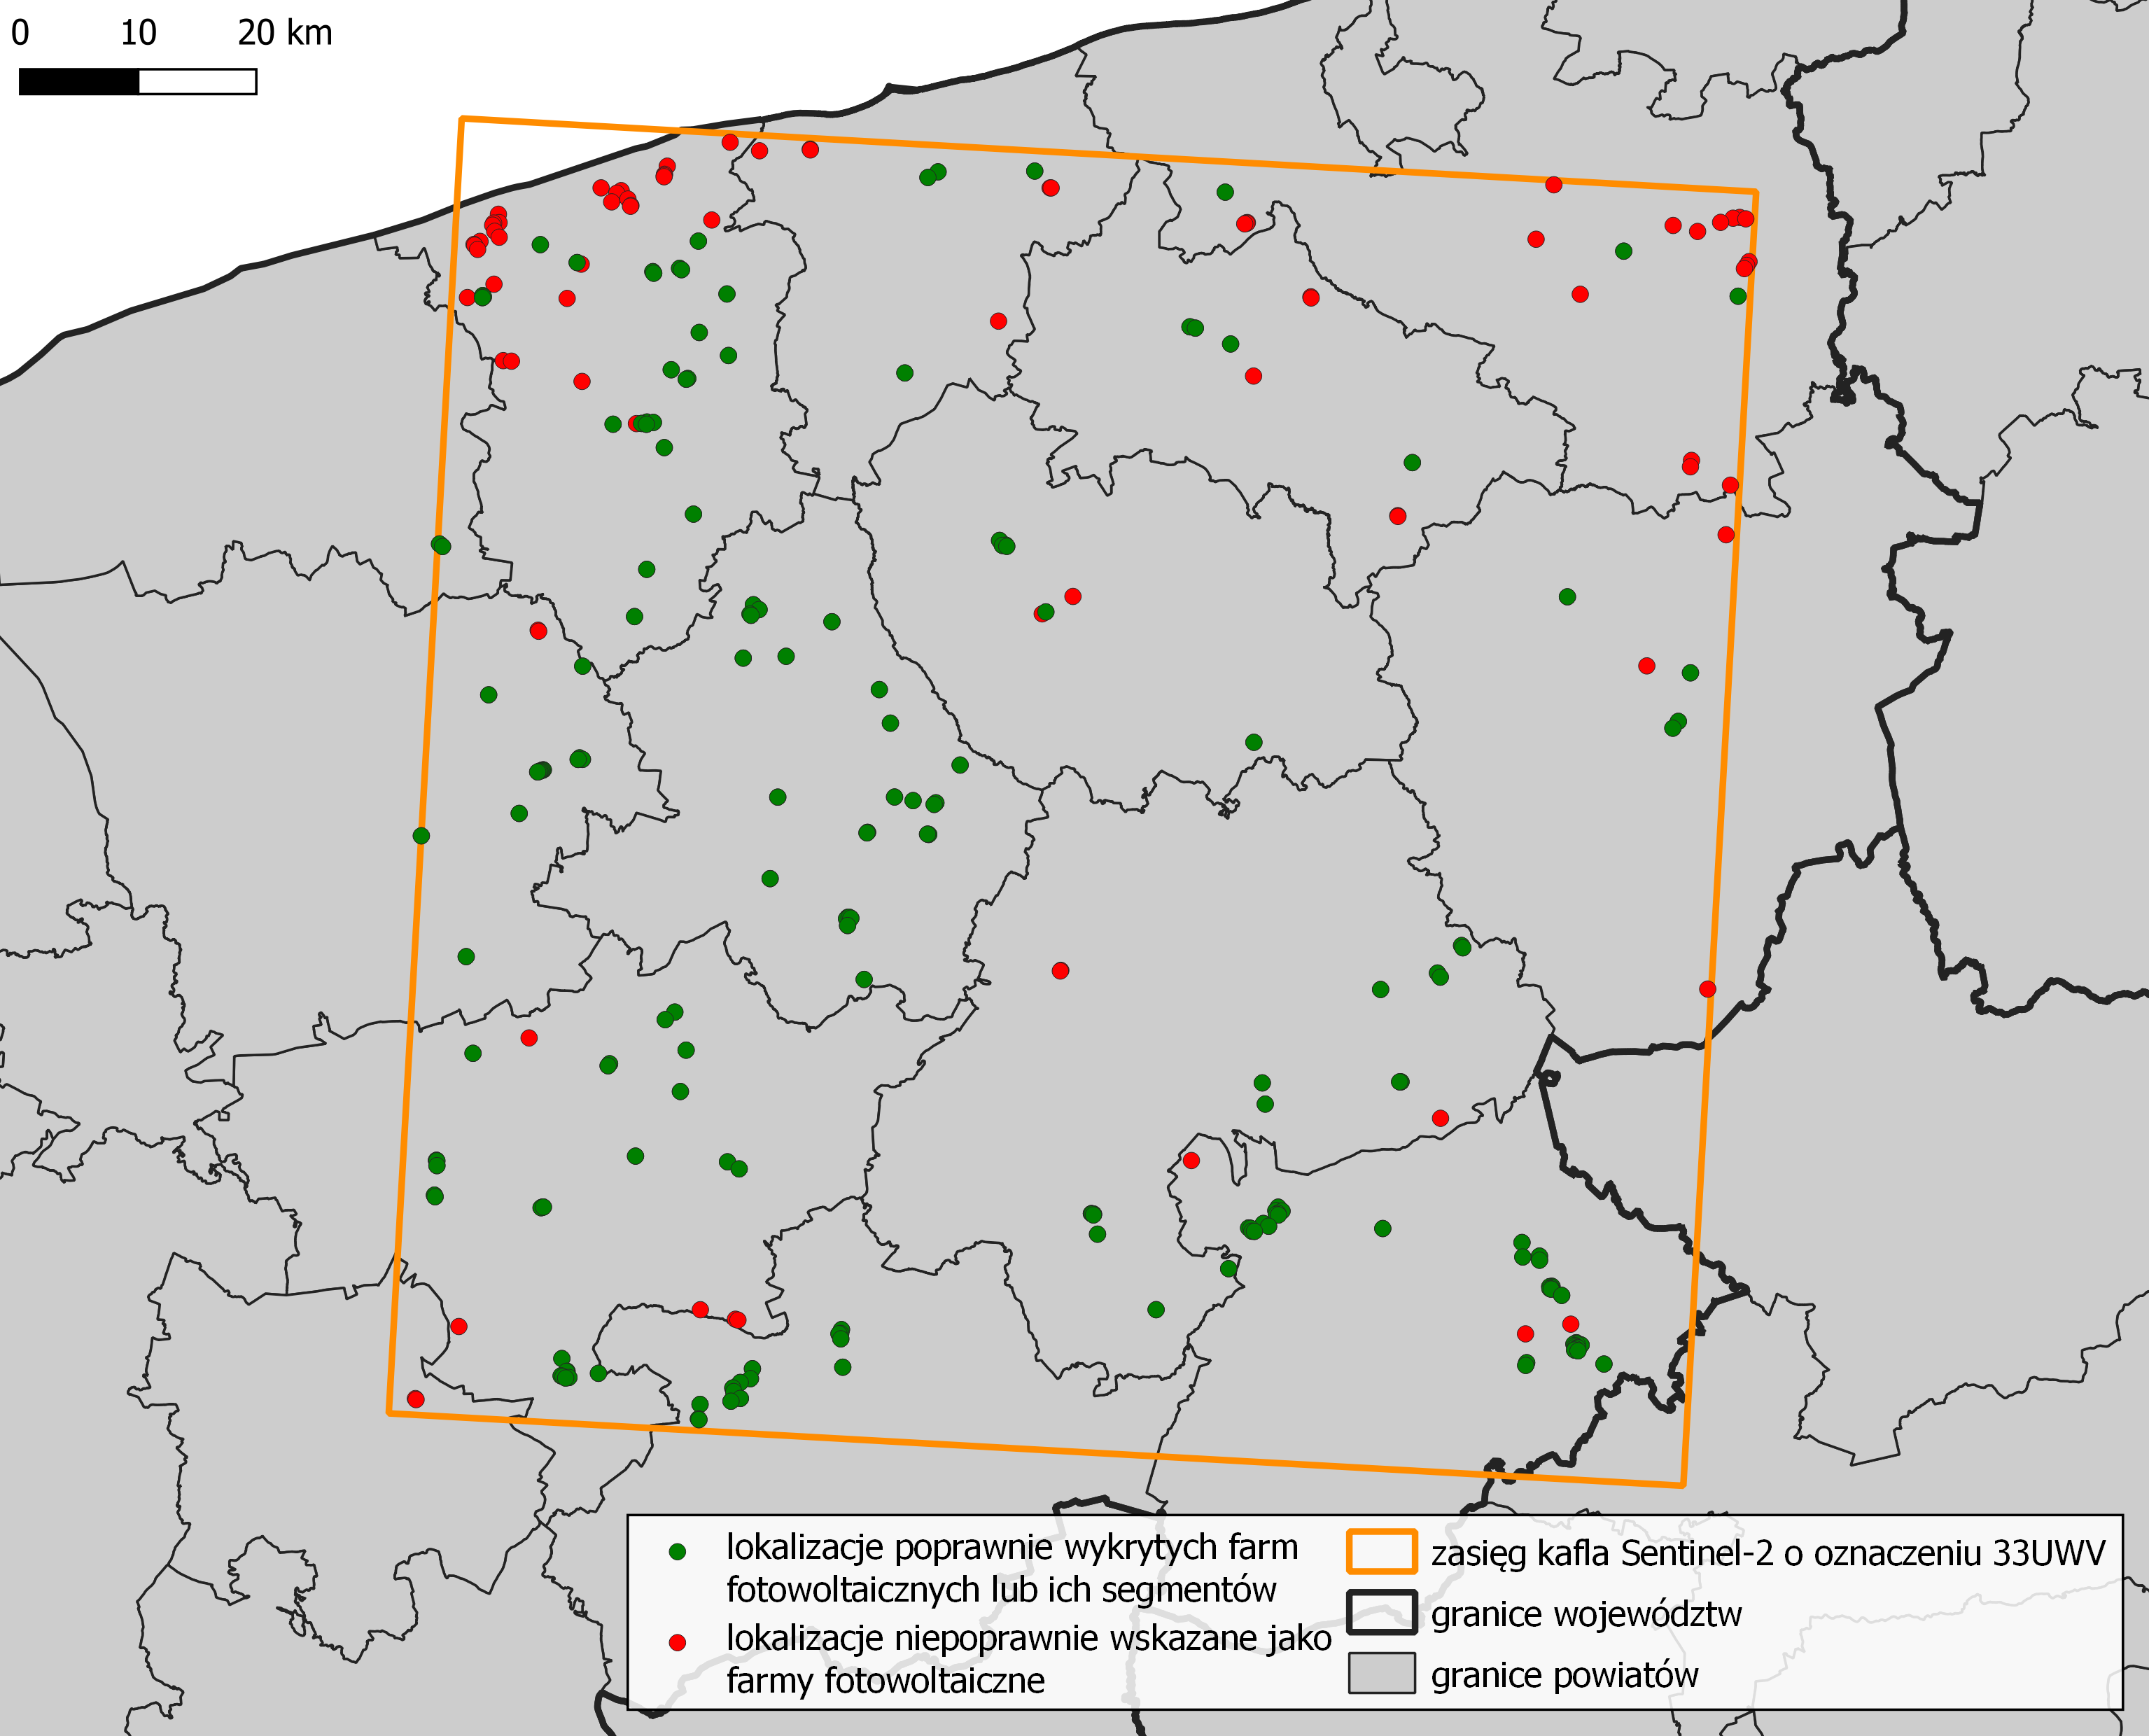 0 10 20 km
lokalizacje poprawnie wykrytych farm
fotowoltaicznych lub ich segmentów
lokalizacje niepoprawnie wskazane jako
farmy fotowoltaiczne
zasięg kafla Sentinel-2 o oznaczeniu 33UWV
granice województw
granice powiatów